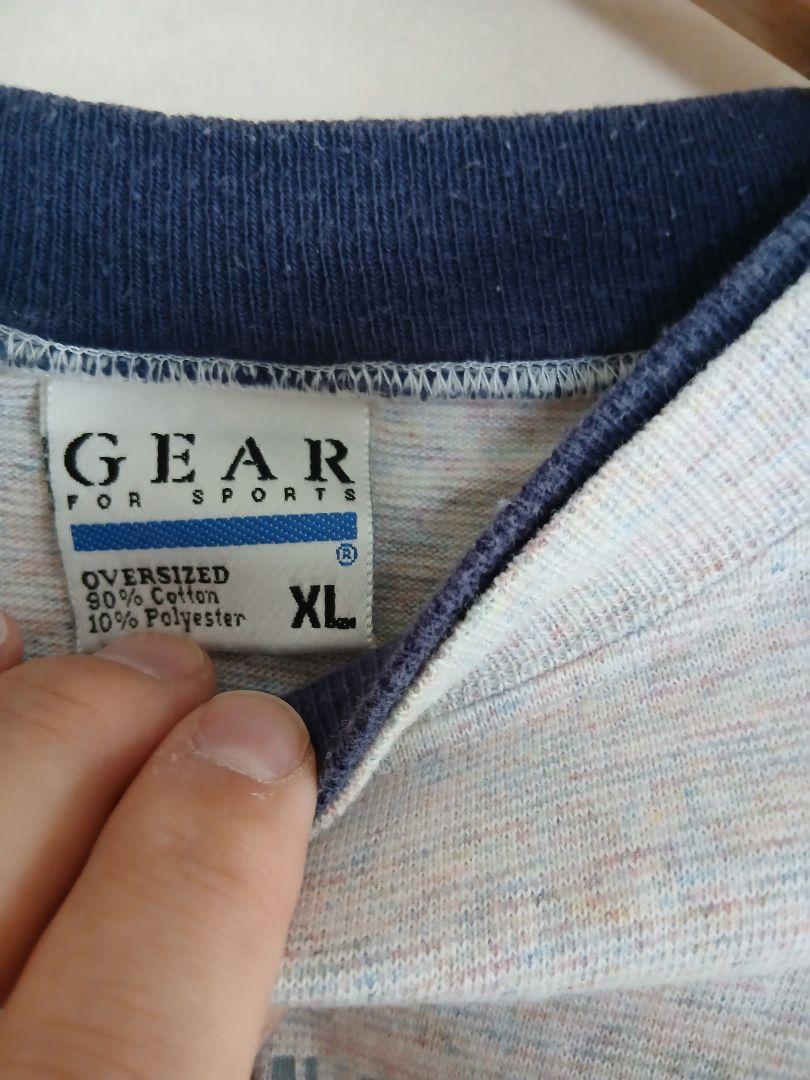 GEAR
FOR SPORTS
®
OVERSIZED
90% Cotton
10% Polyester
XL